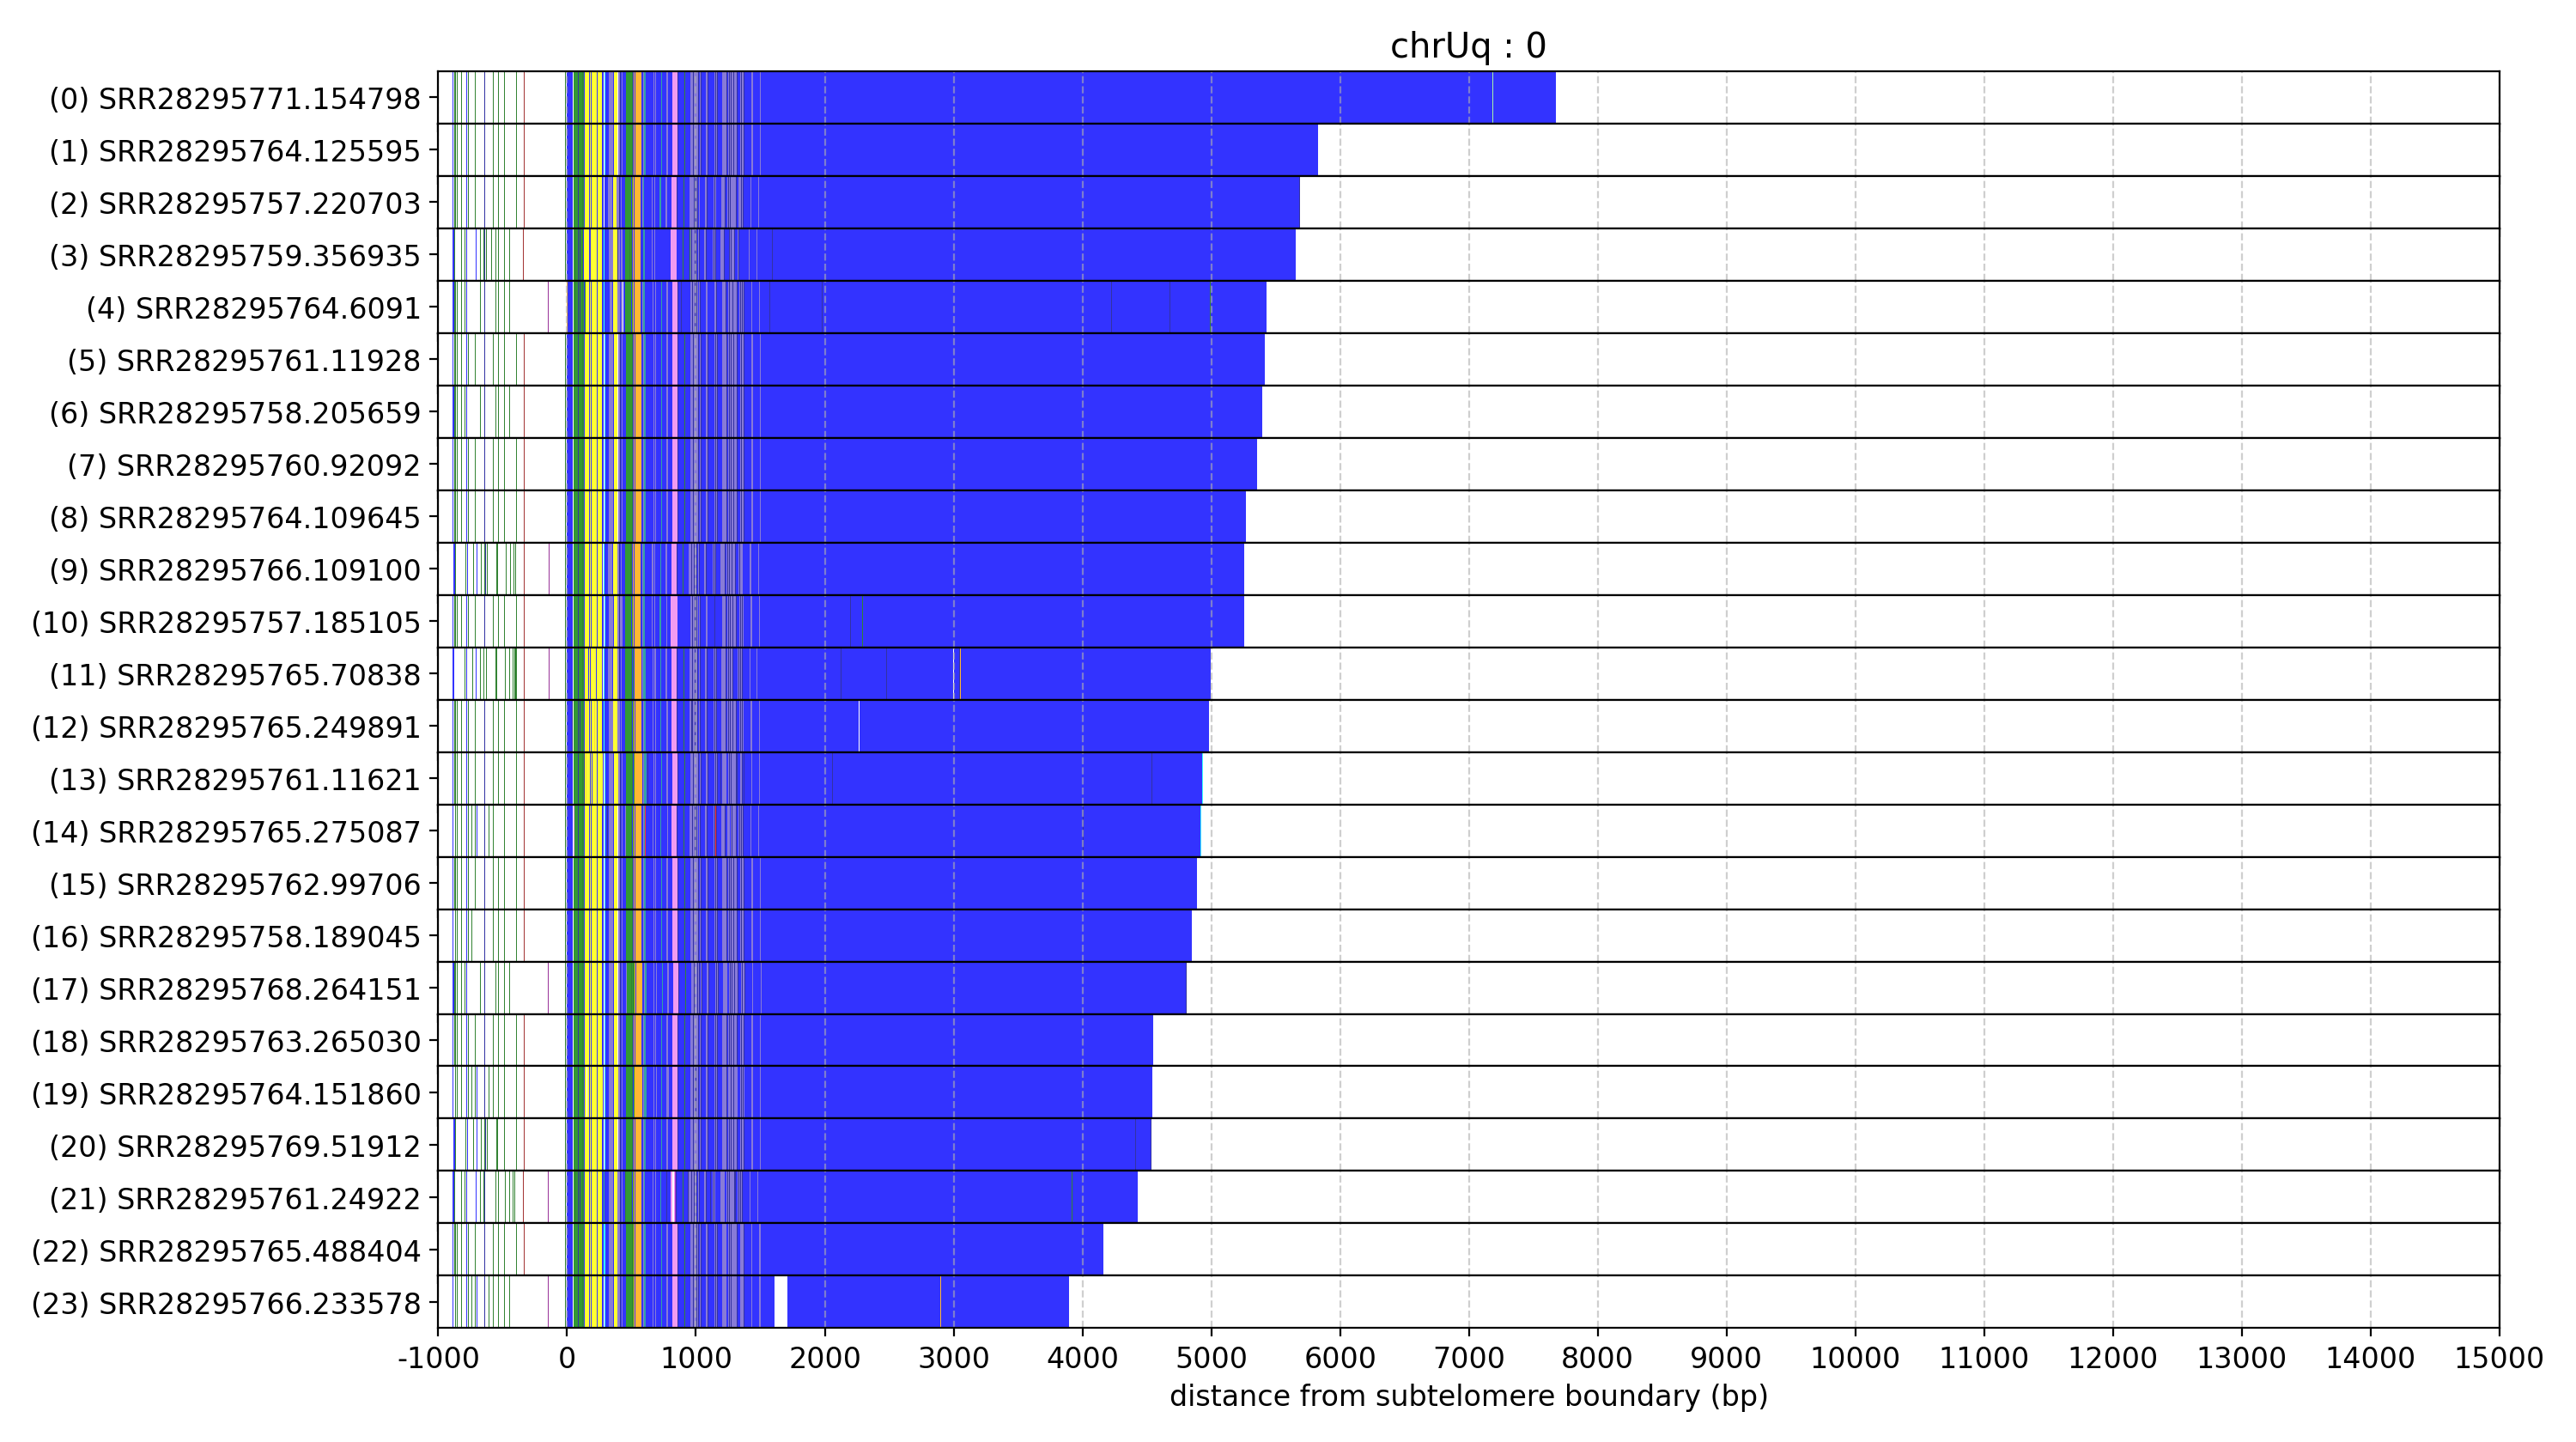 chrUq : 0
(0) SRR28295771.154798
(1) SRR28295764.125595
(2) SRR28295757.220703
(3) SRR28295759.356935
(4) SRR28295764.6091
(5) SRR28295761.11928
(6) SRR28295758.205659
(7) SRR28295760.92092
(8) SRR28295764.109645
(9) SRR28295766.109100
(10) SRR28295757.185105
(11) SRR28295765.70838
(12) SRR28295765.249891
(13) SRR28295761.11621
(14) SRR28295765.275087
(15) SRR28295762.99706
(16) SRR28295758.189045
(17) SRR28295768.264151
(18) SRR28295763.265030
(19) SRR28295764.151860
(20) SRR28295769.51912
(21) SRR28295761.24922
(22) SRR28295765.488404
(23) SRR28295766.233578
-1000 0 1000 2000 3000 4000 5000 6000 7000 8000 9000 10000 11000 12000 13000 14000 15000
distance from subtelomere boundary (bp)